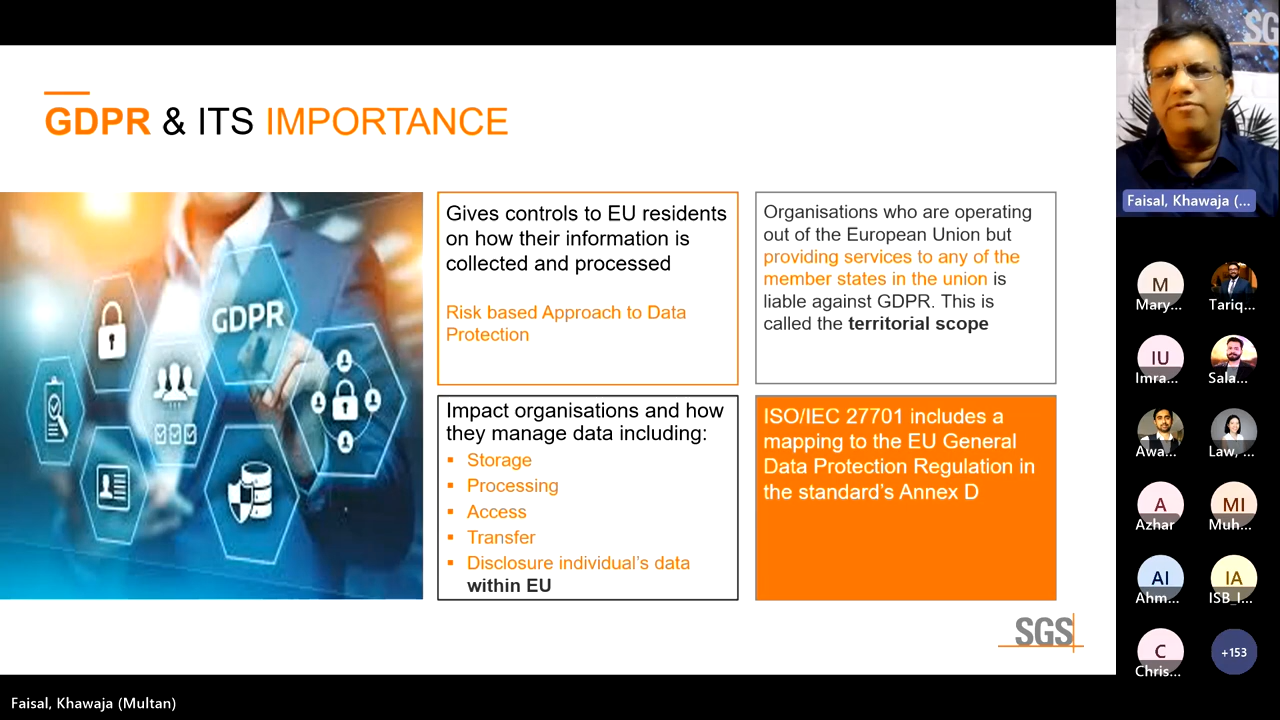 GDPR & ITS IMPORTANCE
GDPR
Gives controls to EU residents
on how their information is
collected and processed
Risk based Approach to Data
Protection
Organisations who are operating
out of the European Union but
providing services to any of the
member states in the union is
liable against GDPR. This is
called the territorial scope
Impact organisations and how
they manage data including:
▪ Storage
▪ Processing
▪ Access
▪ Transfer
▪ Disclosure individual's data
within EU
ISO/IEC 27701 includes a
mapping to the EU General
Data Protection Regulation in
the standard's Annex D
SGS
Faisal, Khawaja (Multan)
SG
Faisal, Khawaja (...
M
Mary...
Tariq...
IU
Imra...
Sala...
Awa...
Law, ...
A
Azhar
MI
Muh...
AI
Ahm...
IA
ISB_I...
C
Chris...
+153